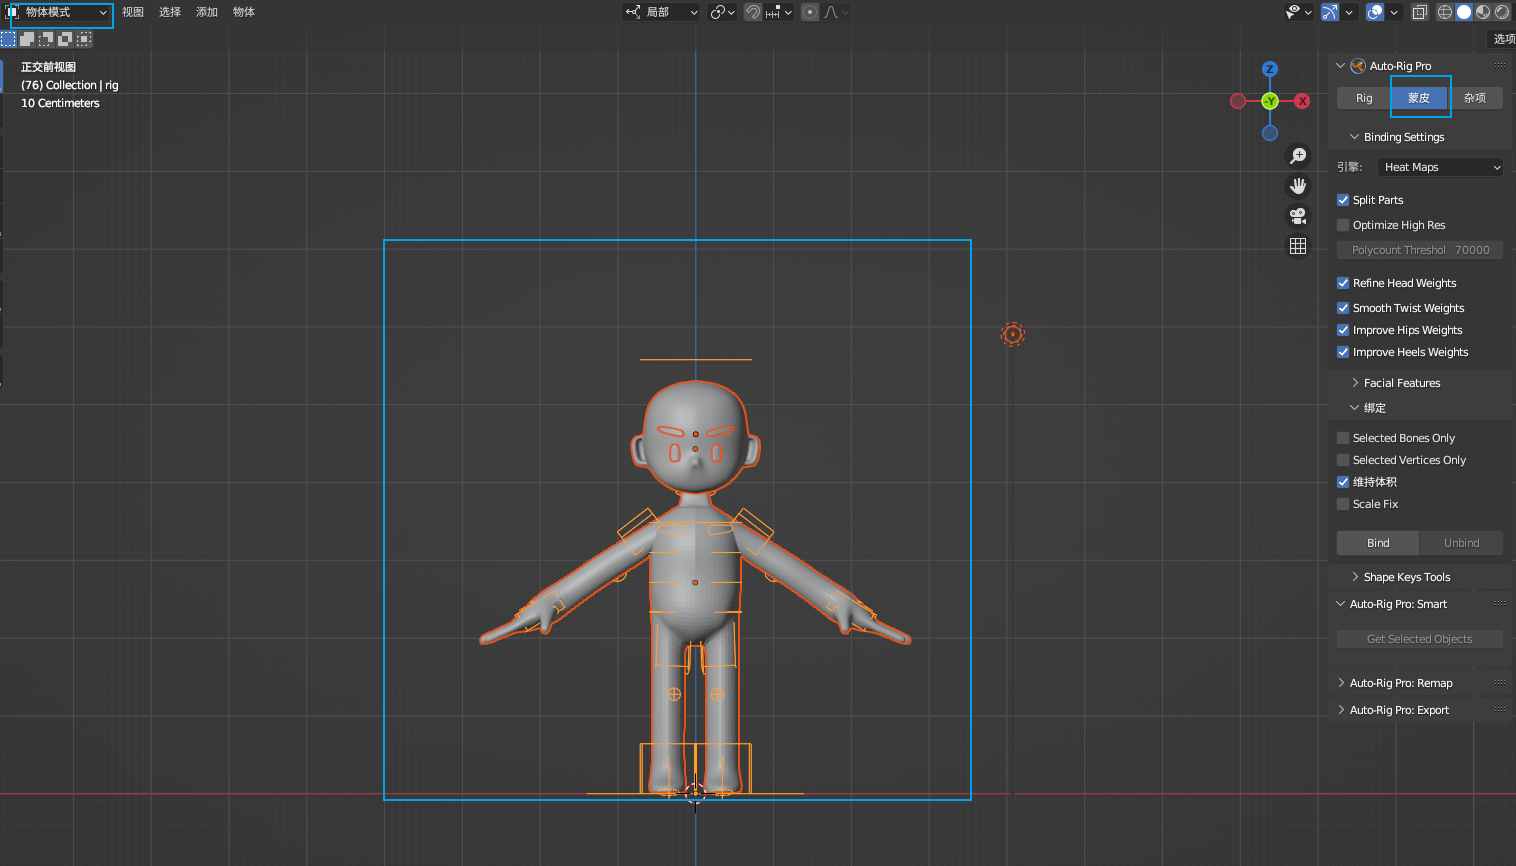 物体模式 视图 选择 添加 物体 局部
选项
正交前视图
(76) Collection | rig
10 Centimeters
Z
-Y
X
Auto-Rig Pro
Rig 蒙皮 杂项
Binding Settings
引擎: Heat Maps
Split Parts
Optimize High Res
Polycount Threshol 70000
Refine Head Weights
Smooth Twist Weights
Improve Hips Weights
Improve Heels Weights
Facial Features
绑定
Selected Bones Only
Selected Vertices Only
维持体积
Scale Fix
Bind Unbind
Shape Keys Tools
Auto-Rig Pro: Smart
Get Selected Objects
Auto-Rig Pro: Remap
Auto-Rig Pro: Export